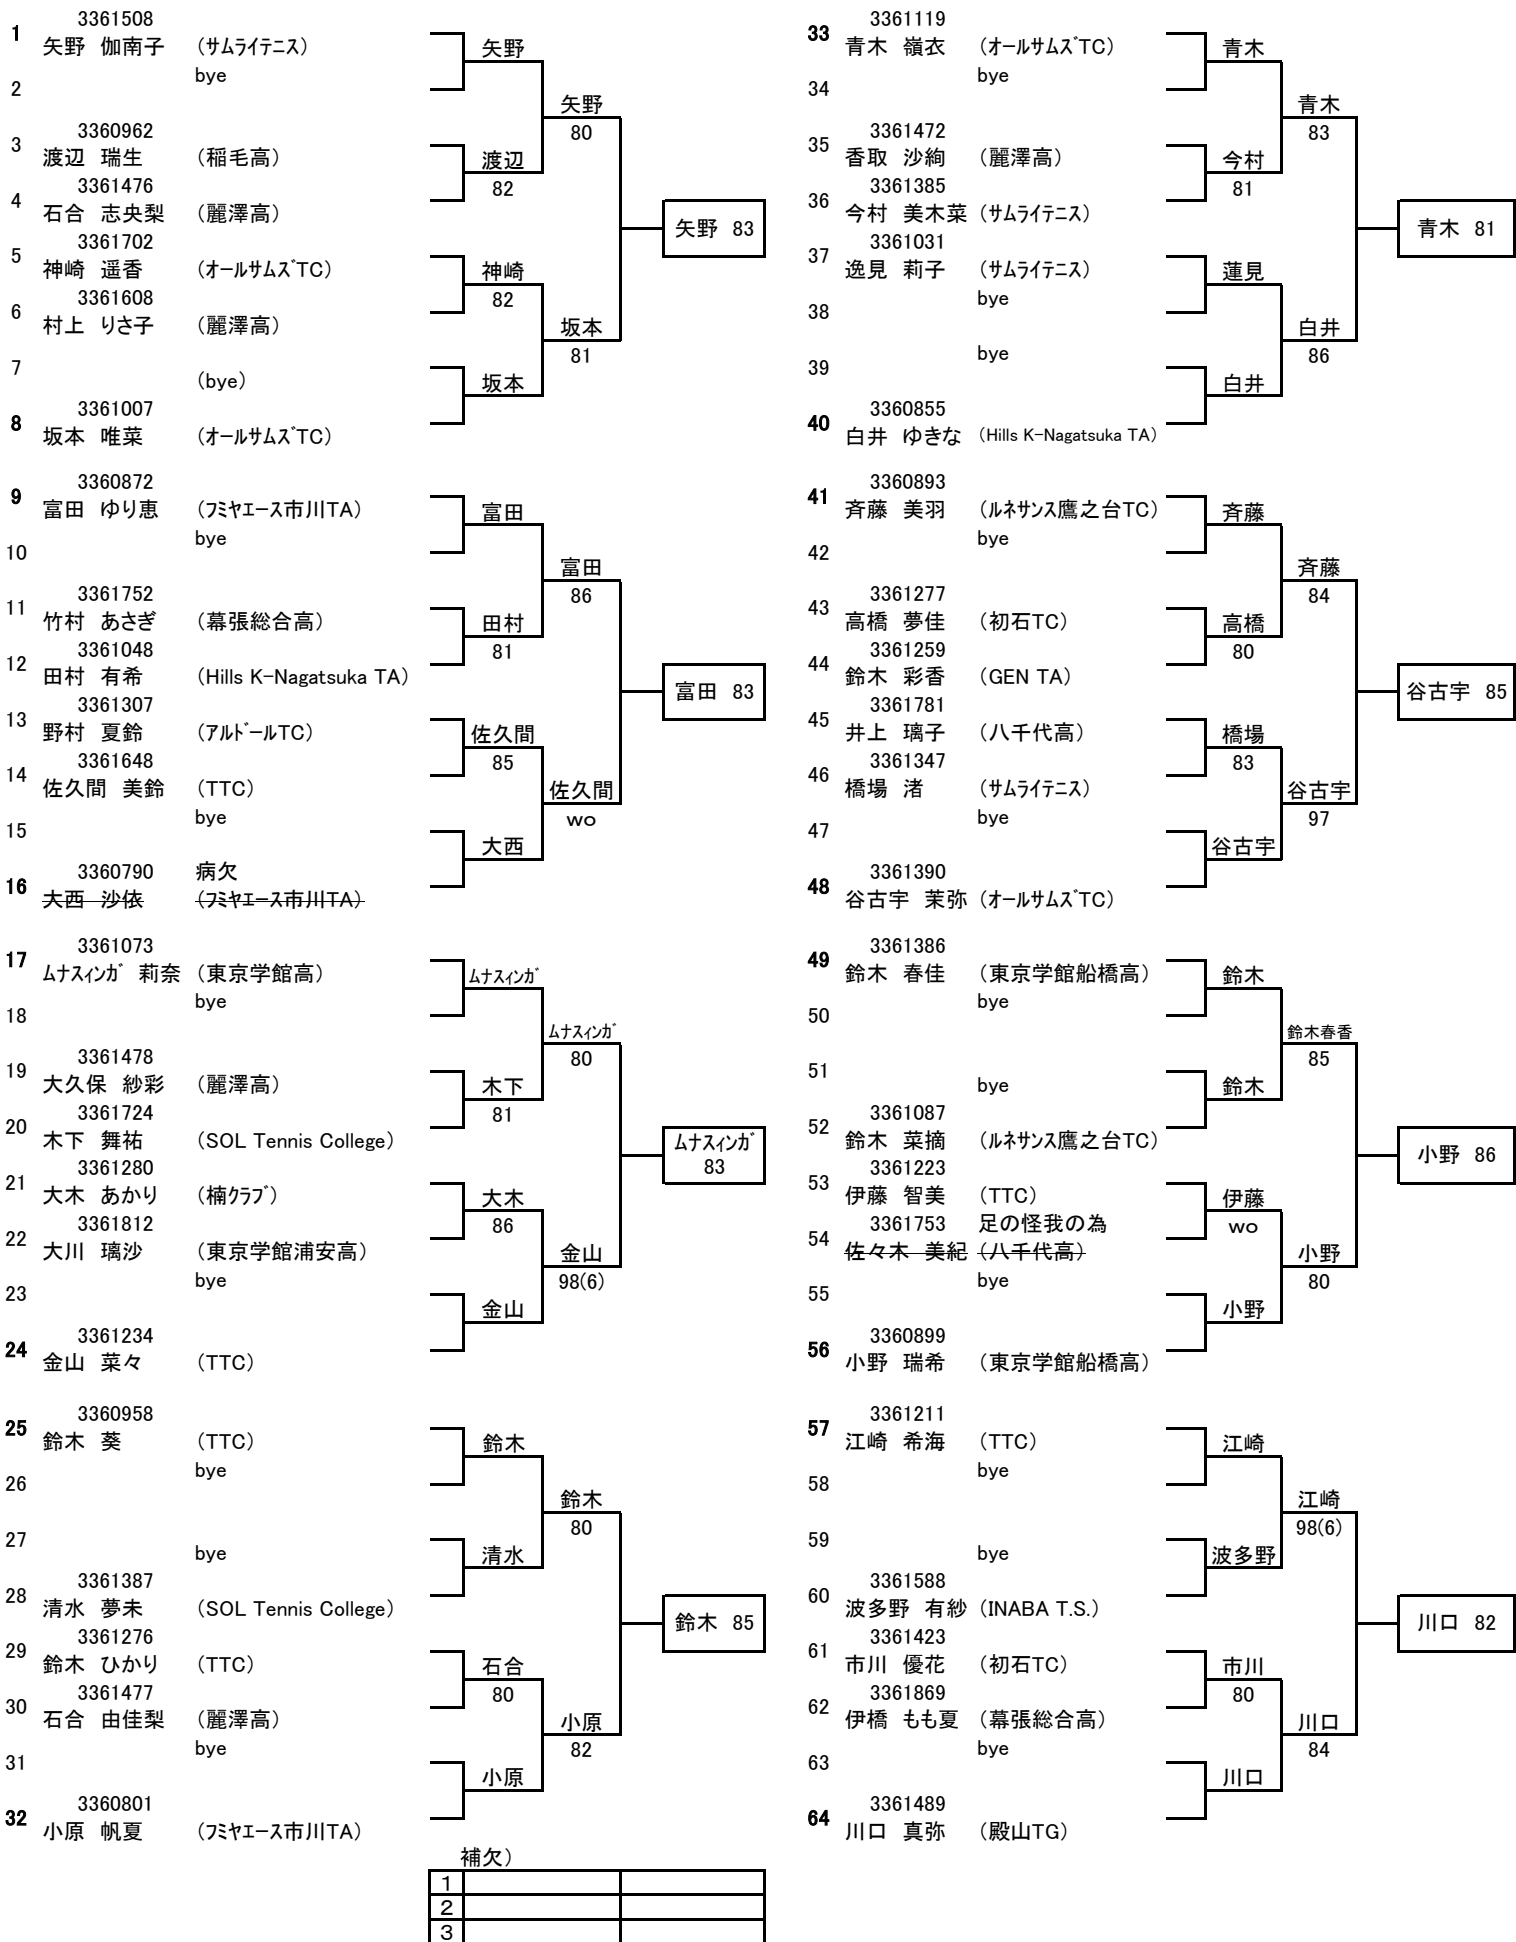 3361508
1 矢野 伽南子 （サムライテニス） 矢野
bye
2
矢野
80
3360962
3 渡辺 瑞生 （稲毛高） 渡辺
82
3361476
4 石合 志央梨 （麗澤高）
矢野 83
3361702
5 神崎 遥香 （オールサムズTC） 神崎
82
3361608
6 村上 りさ子 （麗澤高）
坂本
81
7 （bye） 坂本
3361007
8 坂本 唯菜 （オールサムズTC）
3360872
9 富田 ゆり恵 （フミヤエース市川TA） 富田
bye
10
富田
86
3361752
11 竹村 あさぎ （幕張総合高） 田村
81
3361048
12 田村 有希 （Hills K-Nagatsuka TA）
富田 83
3361307
13 野村 夏鈴 （アルドールTC） 佐久間
85
3361648
14 佐久間 美鈴 （TTC）
佐久間
wo
bye
15 大西
3360790 病欠
16 大西 沙依 （フミヤエース市川TA）
3361073
17 ムナスィンガ 莉奈 （東京学館高） ムナスィンガ
bye
18
ムナスィンガ
80
3361478
19 大久保 紗彩 （麗澤高） 木下
81
3361724
20 木下 舞祐 （SOL Tennis College）
ムナスィンガ
83
3361280
21 大木 あかり （楠クラブ） 大木
86
3361812
22 大川 璃沙 （東京学館浦安高）
金山
98(6)
bye
23 金山
3361234
24 金山 菜々 （TTC）
3360958
25 鈴木 葵 （TTC） 鈴木
bye
26
鈴木
80
27 bye 清水
3361387
28 清水 夢未 （SOL Tennis College）
鈴木 85
3361276
29 鈴木 ひかり （TTC） 石合
80
3361477
30 石合 由佳梨 （麗澤高）
小原
82
bye
31 小原
3360801
32 小原 帆夏 （フミヤエース市川TA）
補欠）
1
2
3
3361119
33 青木 嶺衣 （オールサムズTC） 青木
bye
34
青木
83
3361472
35 香取 沙絢 （麗澤高） 今村
81
3361385
36 今村 美木菜 （サムライテニス）
青木 81
3361031
37 逸見 莉子 （サムライテニス） 蓮見
bye
38
白井
86
bye
39 白井
3360855
40 白井 ゆきな （Hills K-Nagatsuka TA）
3360893
41 斉藤 美羽 （ルネサンス鷹之台TC） 斉藤
bye
42
斉藤
84
3361277
43 高橋 夢佳 （初石TC） 高橋
80
3361259
44 鈴木 彩香 （GEN TA）
谷古宇 85
3361781
45 井上 璃子 （八千代高） 橋場
83
3361347
46 橋場 渚 （サムライテニス）
谷古宇
97
bye
47 谷古宇
3361390
48 谷古宇 茉弥 （オールサムズTC）
3361386
49 鈴木 春佳 （東京学館船橋高） 鈴木
bye
50
鈴木春香
85
51 bye 鈴木
3361087
52 鈴木 菜摘 （ルネサンス鷹之台TC）
小野 86
3361223
53 伊藤 智美 （TTC） 伊藤
wo
3361753 足の怪我の為
54 佐々木 美紀 （八千代高）
小野
80
bye
55 小野
3360899
56 小野 瑞希 （東京学館船橋高）
3361211
57 江崎 希海 （TTC） 江崎
bye
58
江崎
98(6)
59 bye 波多野
3361588
60 波多野 有紗 （INABA T.S.）
川口 82
3361423
61 市川 優花 （初石TC） 市川
80
3361869
62 伊橋 もも夏 （幕張総合高）
川口
84
bye
63 川口
3361489
64 川口 真弥 （殿山TG）